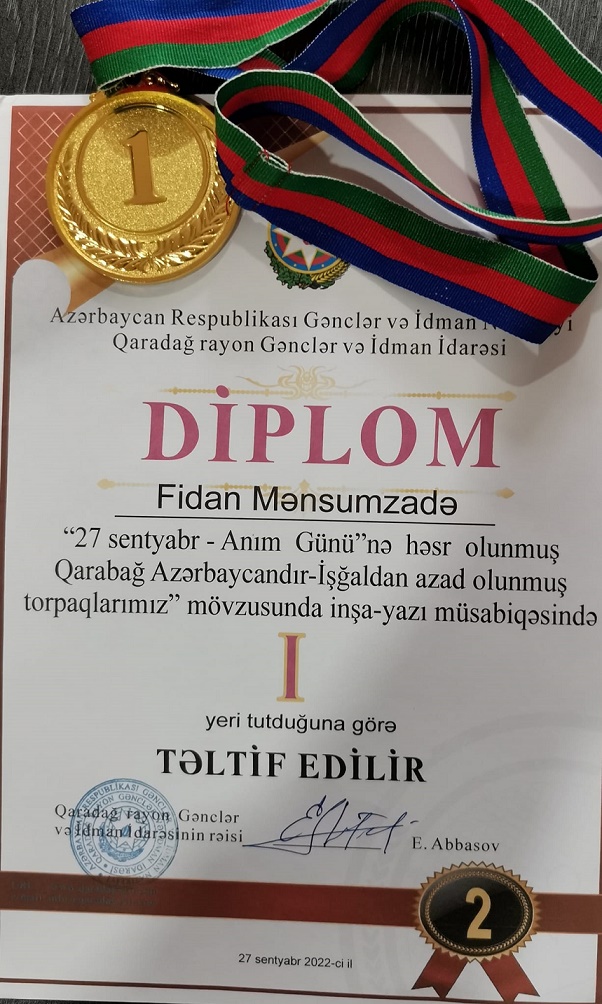 1
Azərbaycan Respublikası Gənclər və İdman
Qaradağ rayon Gənclər və İdman İdarəsi
DİPLOM
Fidan Mənsumzadə
“27 sentyabr - Anım Günü”nə həsr olunmuş
Qarabağ Azərbaycandır-İşğaldan azad olunmuş
torpaqlarımız” mövzusunda inşa-yazı müsabiqəsində
I
yeri tutduğuna görə
TƏLTİF EDİLİR
Qaradağ rayon Gənclər
və İdman İdarəsinin rəisi
E. Abbasov
2
27 sentyabr 2022-ci il